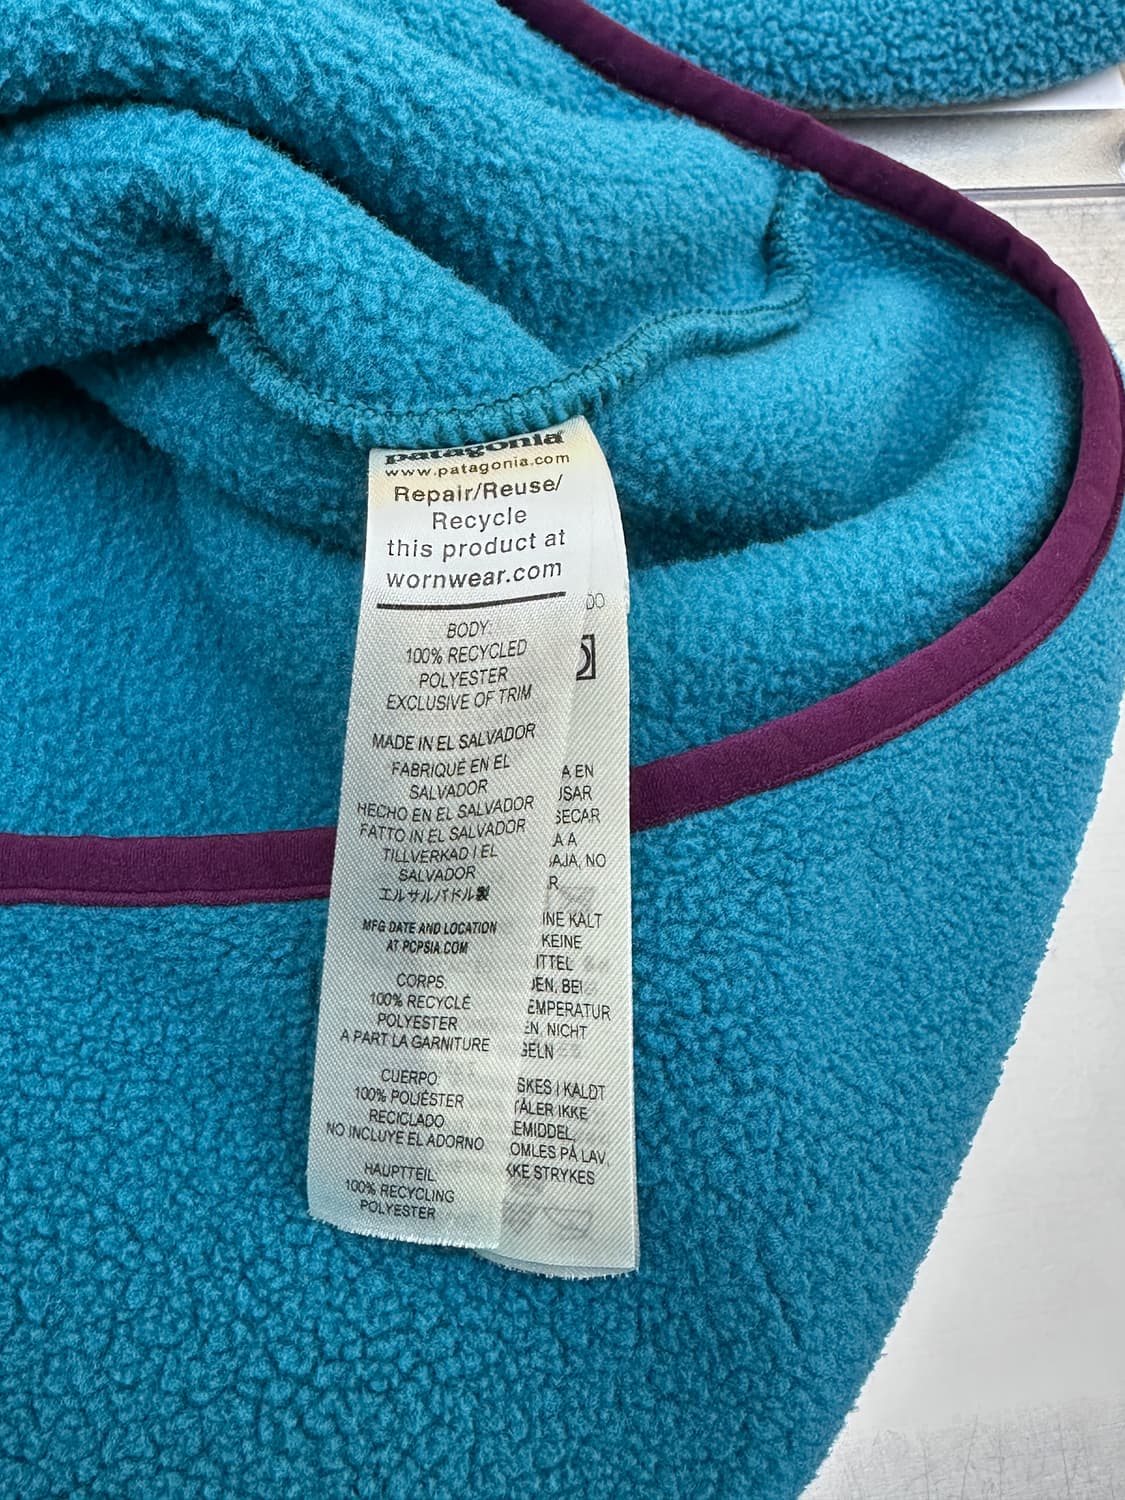 patagonia
www.patagonia.com
Repair/Reuse/
Recycle
this product at
wornwear.com
BODY:
100% RECYCLED
POLYESTER
EXCLUSIVE OF TRIM
MADE IN EL SALVADOR
FABRIQUÉ EN EL
SALVADOR
HECHO EN EL SALVADOR
FATTO IN EL SALVADOR
TILLVERKAD I EL
SALVADOR
エルサルバドル製
MFG DATE AND LOCATION
AT PCPSIA.COM
CORPS:
100% RECYCLÉ
POLYESTER
A PART LA GARNITURE
CUERPO:
100% POLIÉSTER
RECICLADO
NO INCLUYE EL ADORNO
HAUPTTEIL:
100% RECYCLING
POLYESTER
DO
A EN
USAR
SECAR
A A
AJA, NO
R.
INE KALT
KEINE
ITTEL
EN, BEI
EMPERATUR
EN, NICHT
GELN
SKES I KALDT
TÅLER IKKE
EMIDDEL,
OMLES PÅ LAV,
KKE STRYKES